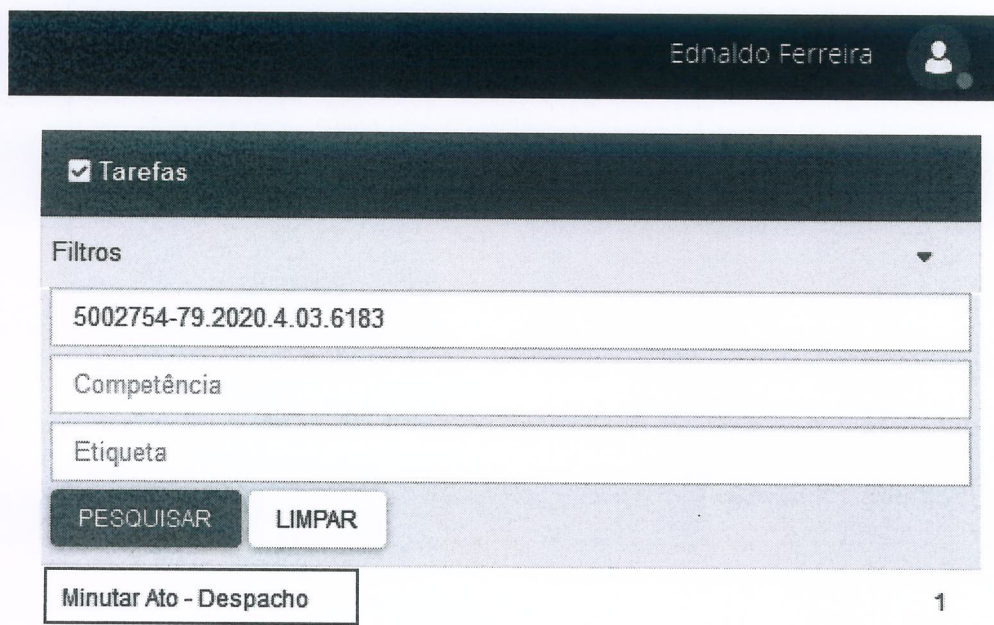 Ednaldo Ferreira
Tarefas
Filtros
5002754-79.2020.4.03.6183
Competência
Etiqueta
PESQUISAR LIMPAR
Minutar Ato - Despacho 1